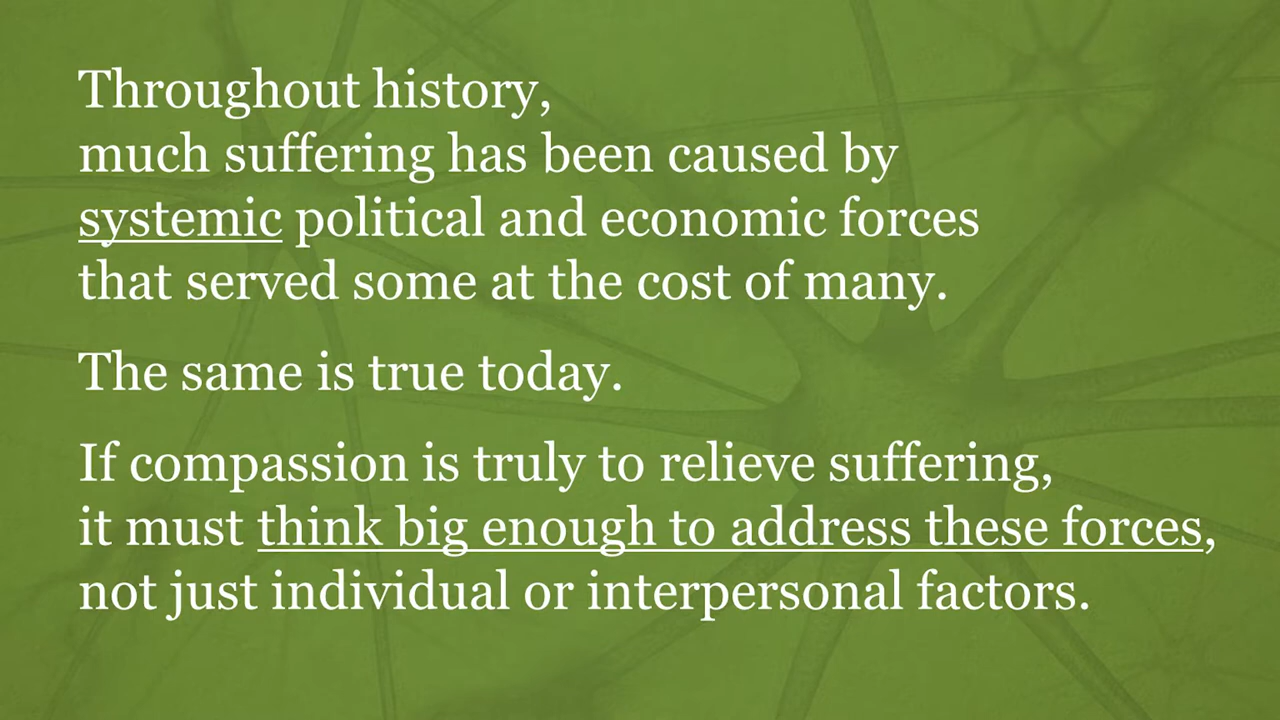 Throughout history,
much suffering has been caused by
systemic political and economic forces
that served some at the cost of many.
The same is true today.
If compassion is truly to relieve suffering,
it must think big enough to address these forces,
not just individual or interpersonal factors.